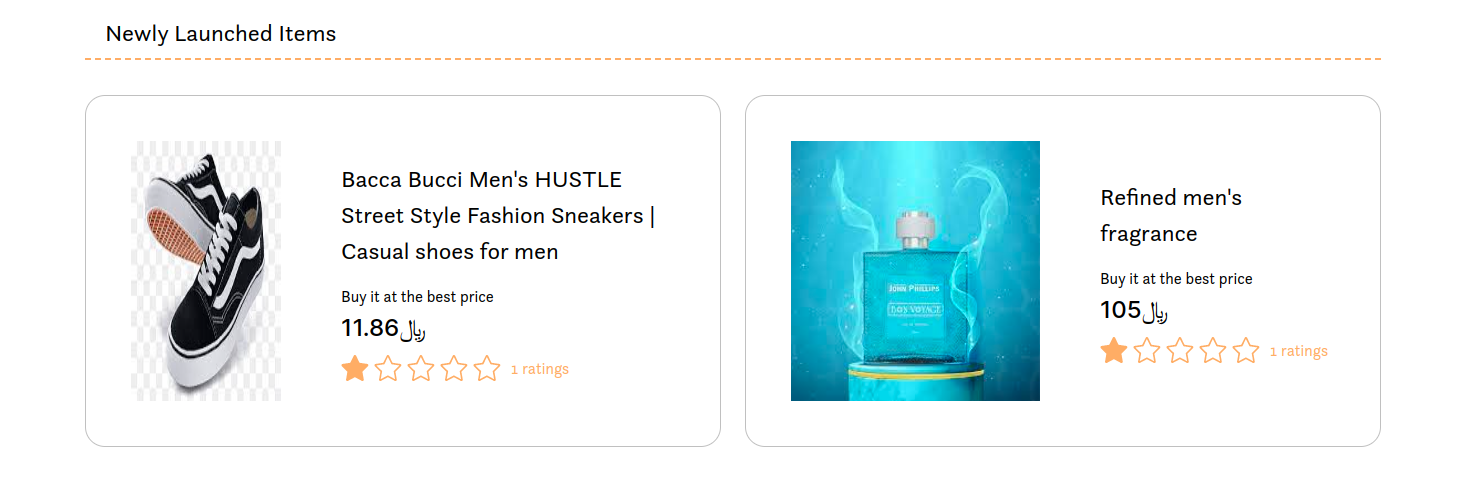 Newly Launched Items
Bacca Bucci Men's HUSTLE
Street Style Fashion Sneakers |
Casual shoes for men
Buy it at the best price
11.86﷼
1 ratings
JOHN PHILLIPS
BON VOYAGE
Refined men's
fragrance
Buy it at the best price
105﷼
1 ratings